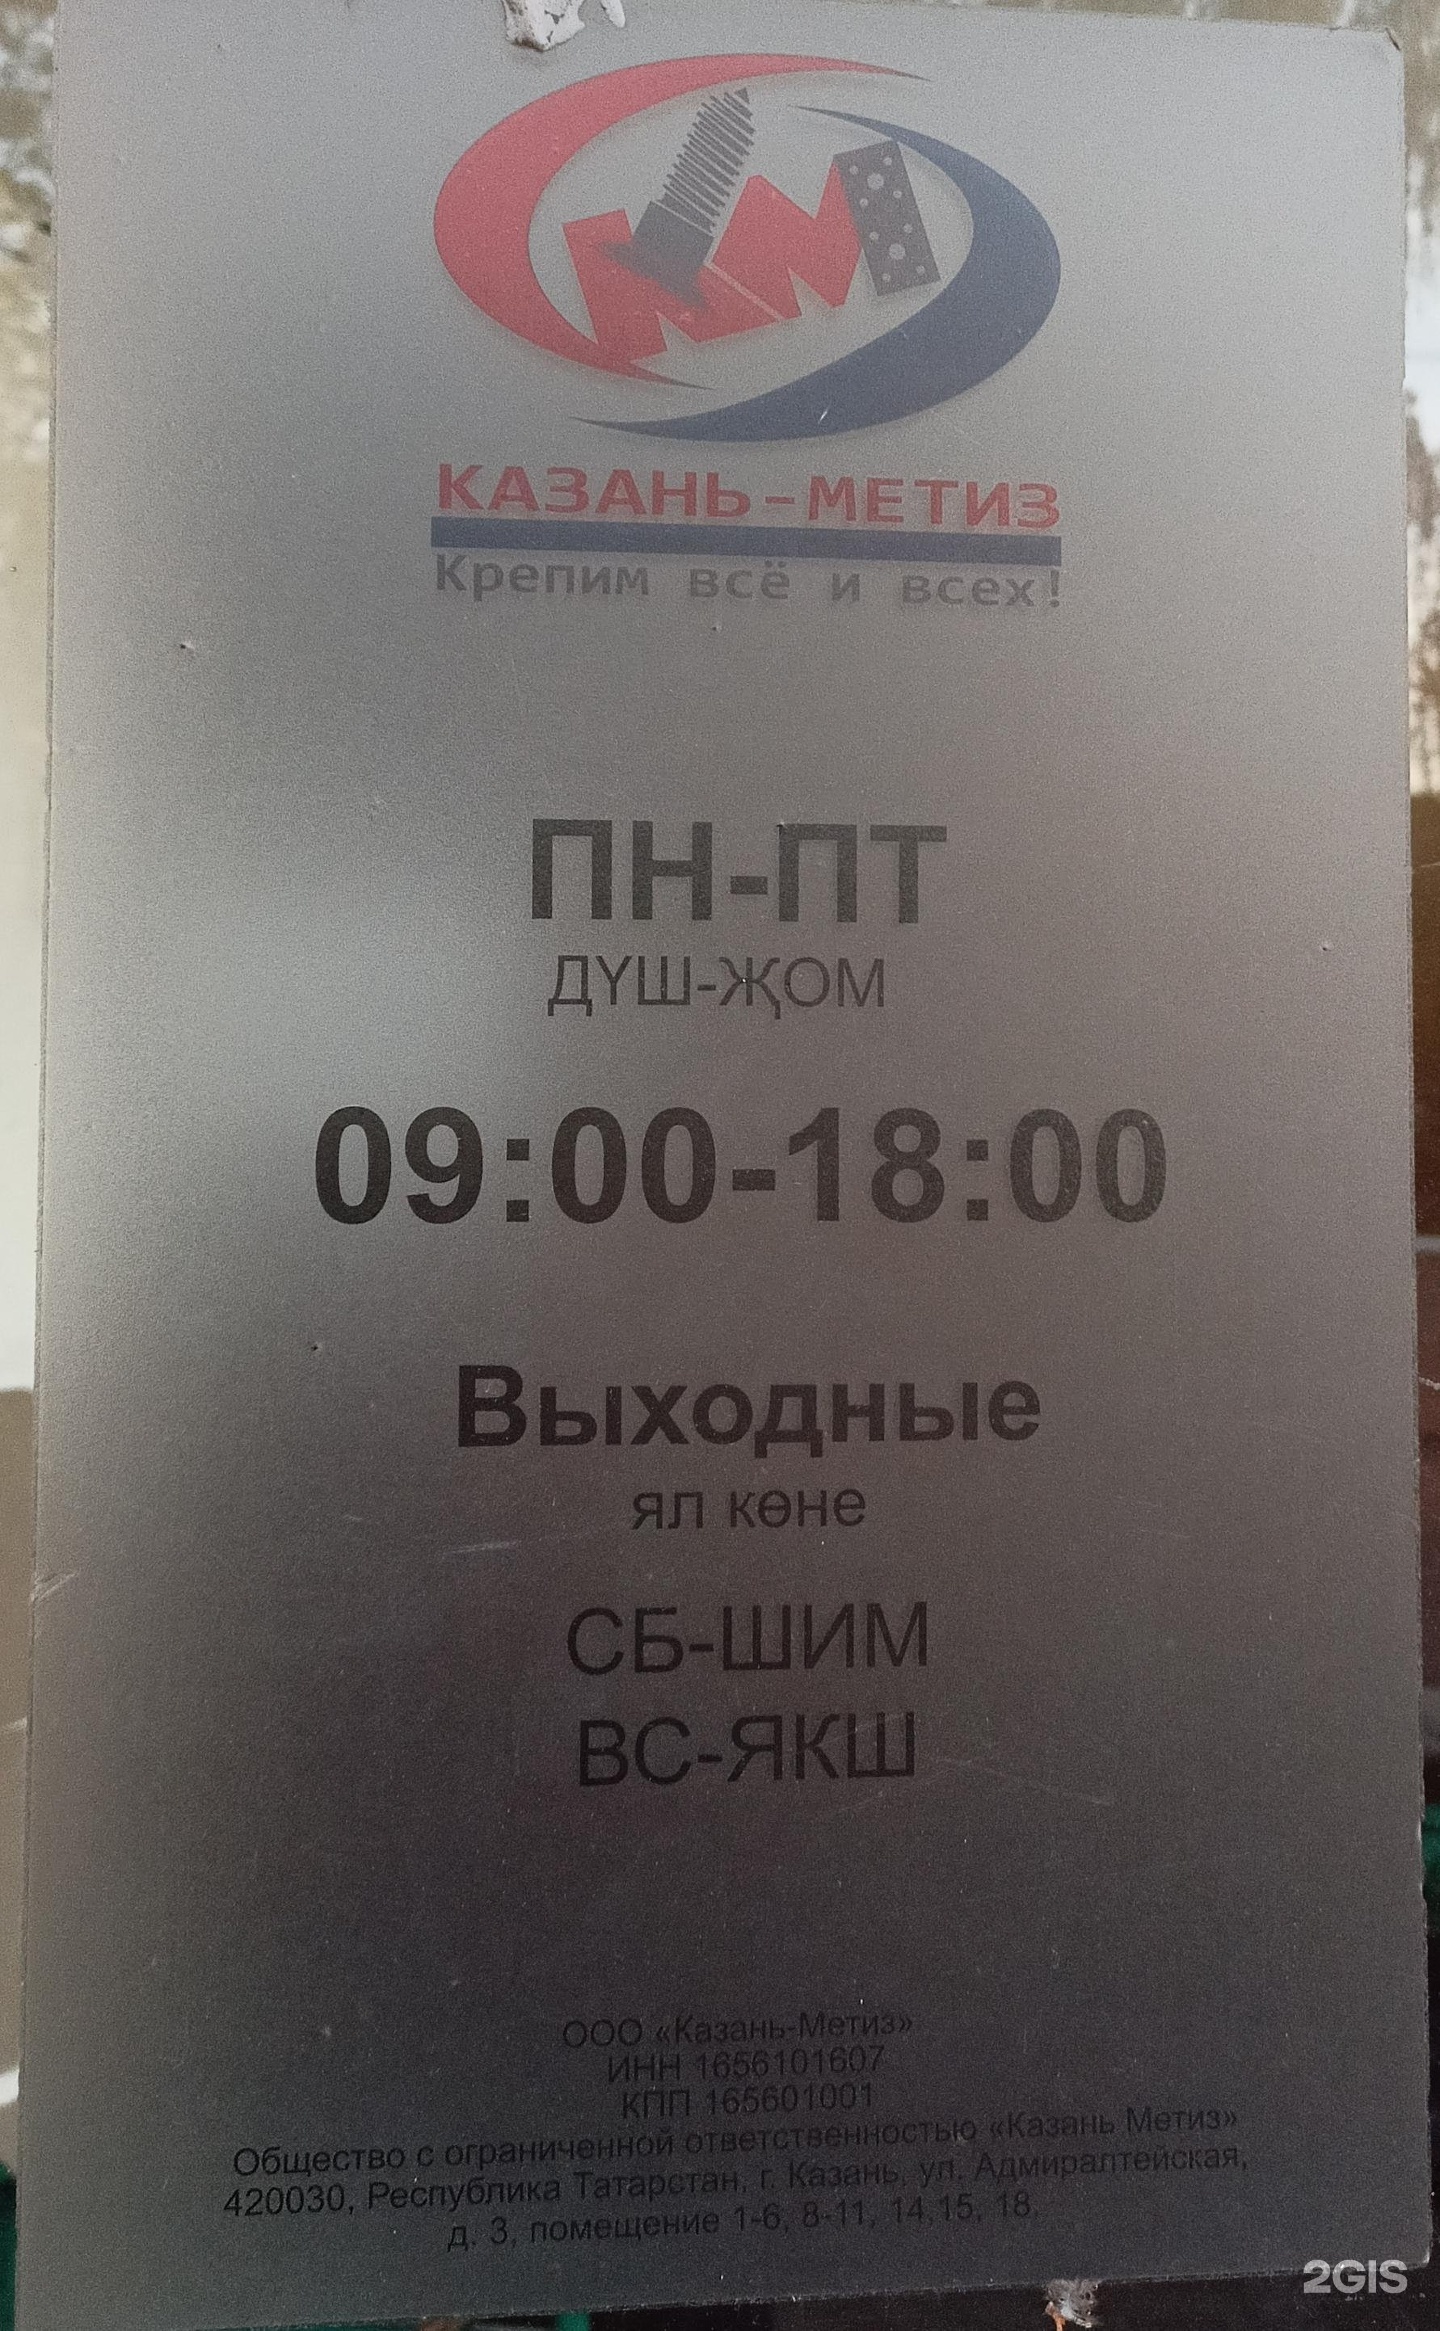 КМ
КАЗАНЬ-МЕТИЗ
Крепим всё и всех!
ПН-ПТ
ДҮШ-ҖОМ
09:00-18:00
Выходные
ял көне
СБ-ШИМ
ВС-ЯКШ
ООО «Казань-Метиз»
ИНН 1656101607
КПП 165601001
Общество с ограниченной ответственностью «Казань Метиз»
420030, Республика Татарстан, г. Казань, ул. Адмиралтейская,
д. 3, помещение 1-6, 8-11, 14,15, 18.
2GIS